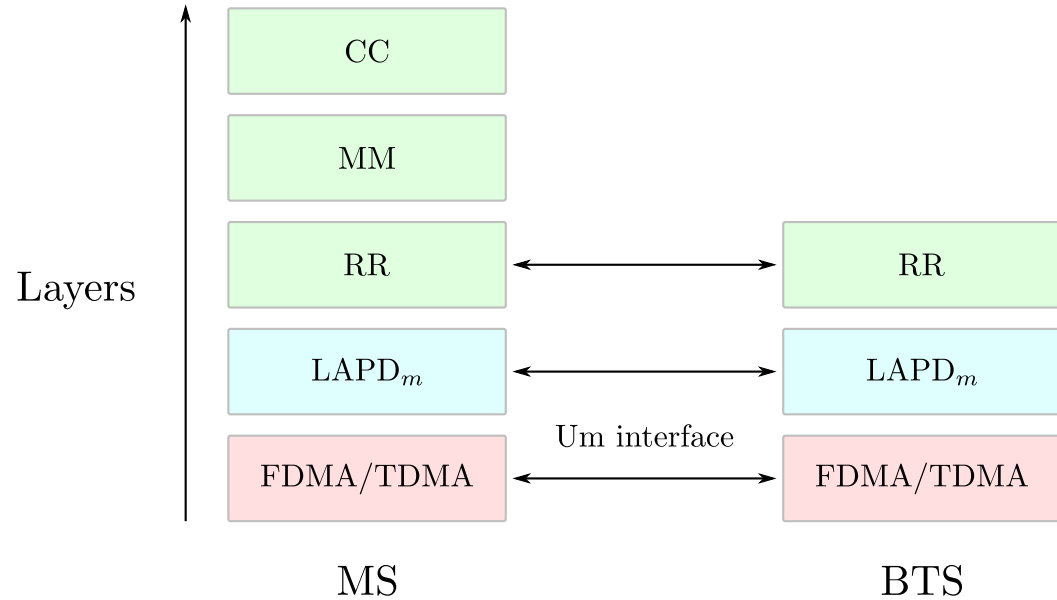 CC
MM
RR
RR
Layers
LAPDm
LAPDm
Um interface
FDMA/TDMA
FDMA/TDMA
MS
BTS